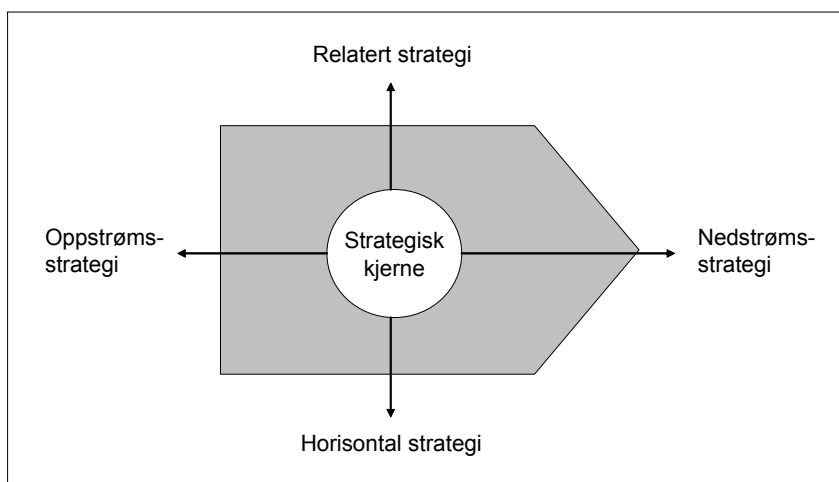 Relatert strategi
Oppstrøms-
strategi
Strategisk
kjerne
Nedstrøms-
strategi
Horisontal strategi